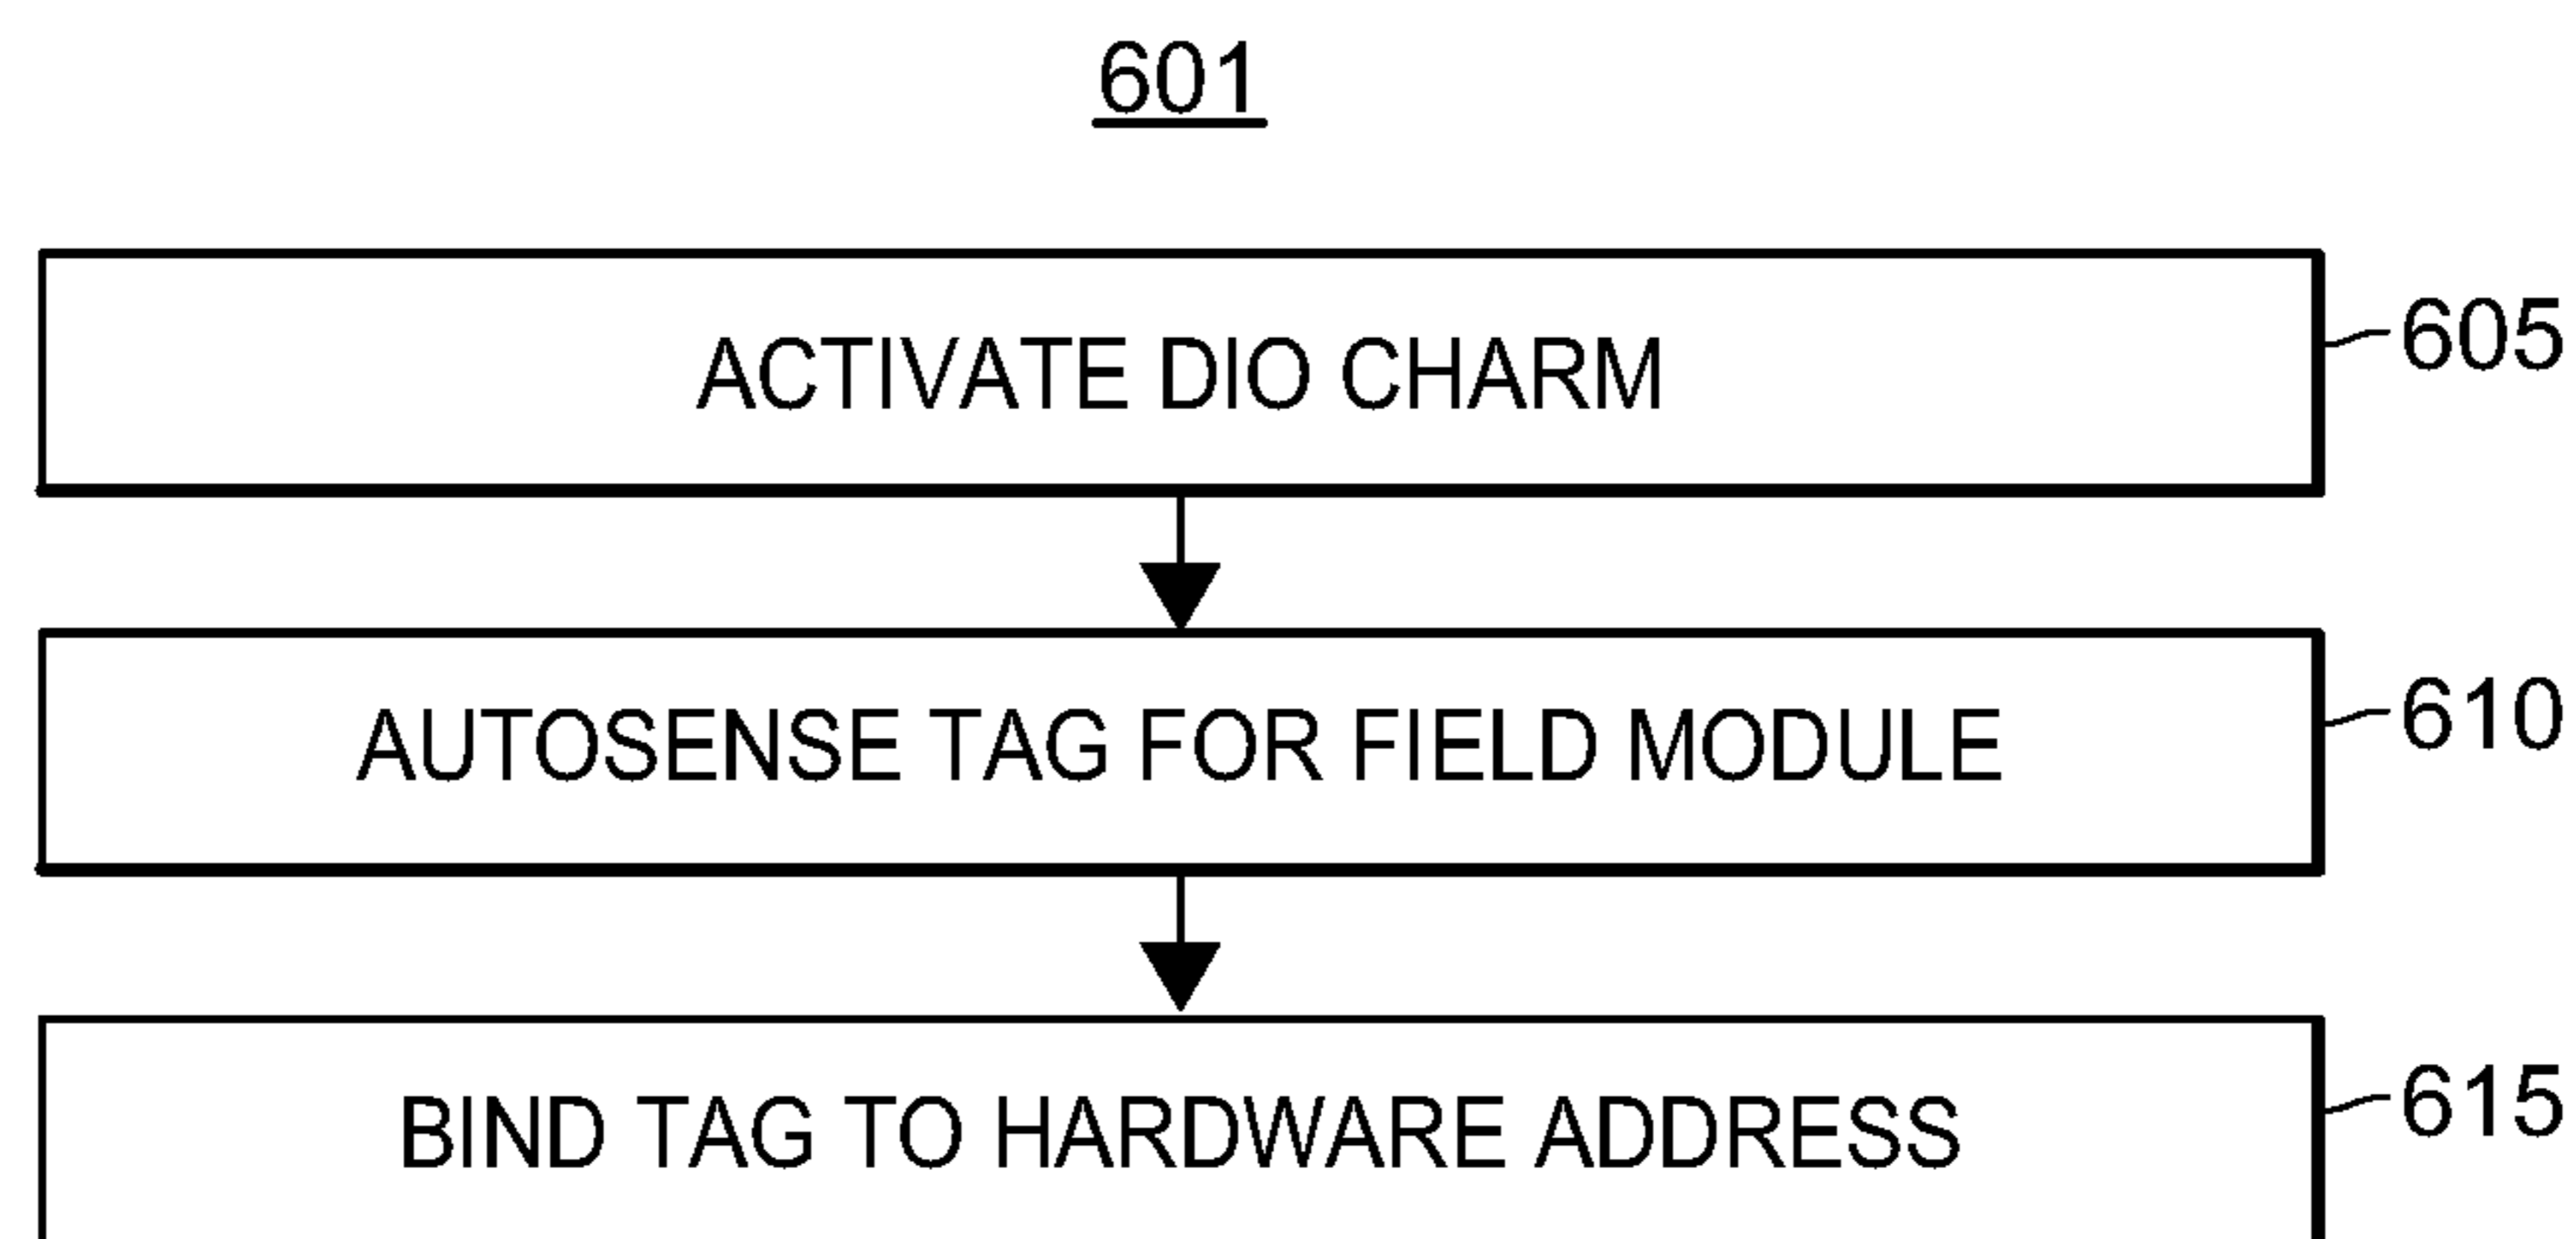 601
ACTIVATE DIO CHARM
605
AUTOSENSE TAG FOR FIELD MODULE
610
BIND TAG TO HARDWARE ADDRESS
615